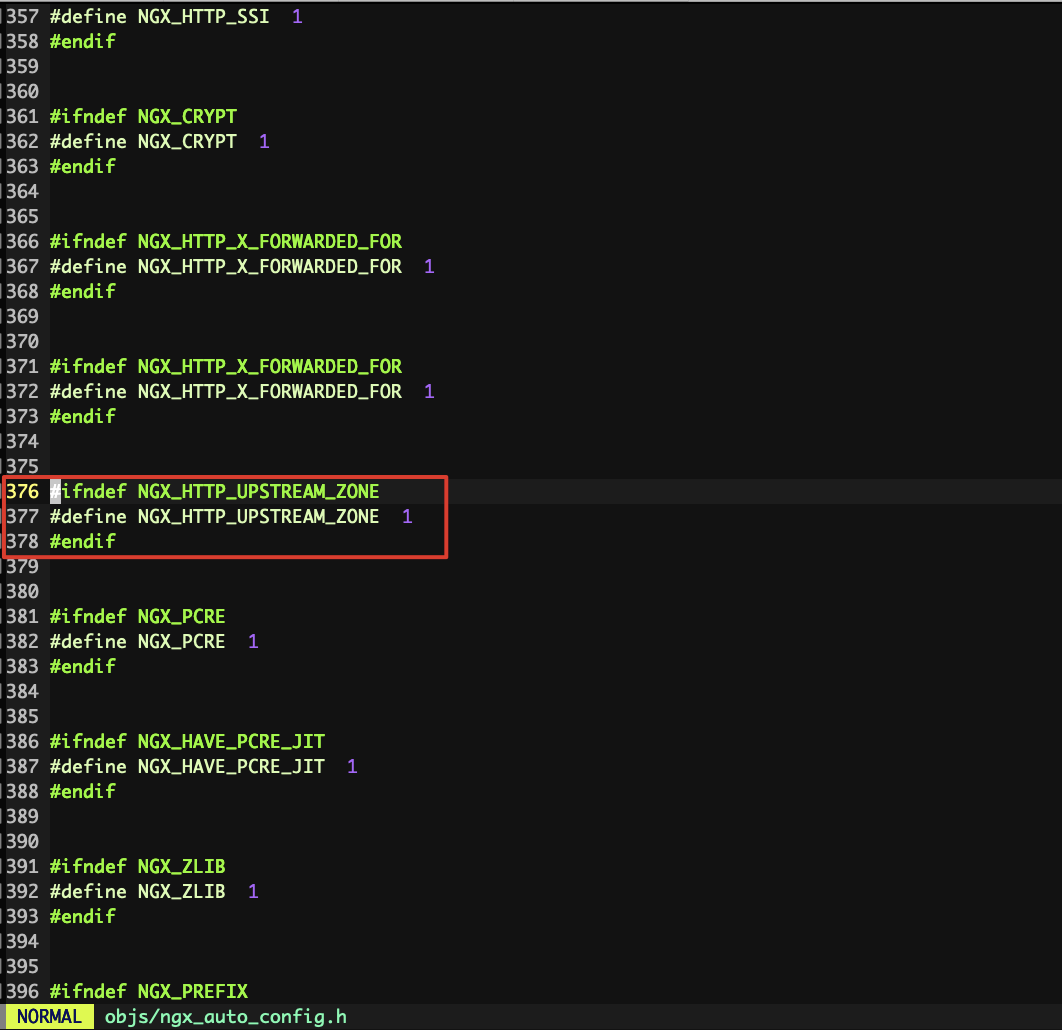 357 #define NGX_HTTP_SSI  1
358 #endif
359
360
361 #ifndef NGX_CRYPT
362 #define NGX_CRYPT  1
363 #endif
364
365
366 #ifndef NGX_HTTP_X_FORWARDED_FOR
367 #define NGX_HTTP_X_FORWARDED_FOR  1
368 #endif
369
370
371 #ifndef NGX_HTTP_X_FORWARDED_FOR
372 #define NGX_HTTP_X_FORWARDED_FOR  1
373 #endif
374
375
376 #ifndef NGX_HTTP_UPSTREAM_ZONE
377 #define NGX_HTTP_UPSTREAM_ZONE  1
378 #endif
379
380
381 #ifndef NGX_PCRE
382 #define NGX_PCRE  1
383 #endif
384
385
386 #ifndef NGX_HAVE_PCRE_JIT
387 #define NGX_HAVE_PCRE_JIT  1
388 #endif
389
390
391 #ifndef NGX_ZLIB
392 #define NGX_ZLIB  1
393 #endif
394
395
396 #ifndef NGX_PREFIX
NORMAL objs/ngx_auto_config.h